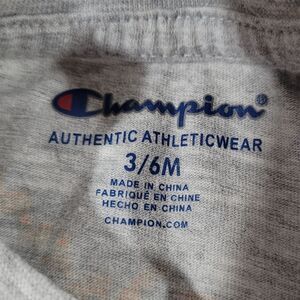 Champion®
AUTHENTIC ATHLETICWEAR
3/6M
MADE IN CHINA
FABRIQUÉ EN CHINE
HECHO EN CHINA
CHAMPION.COM